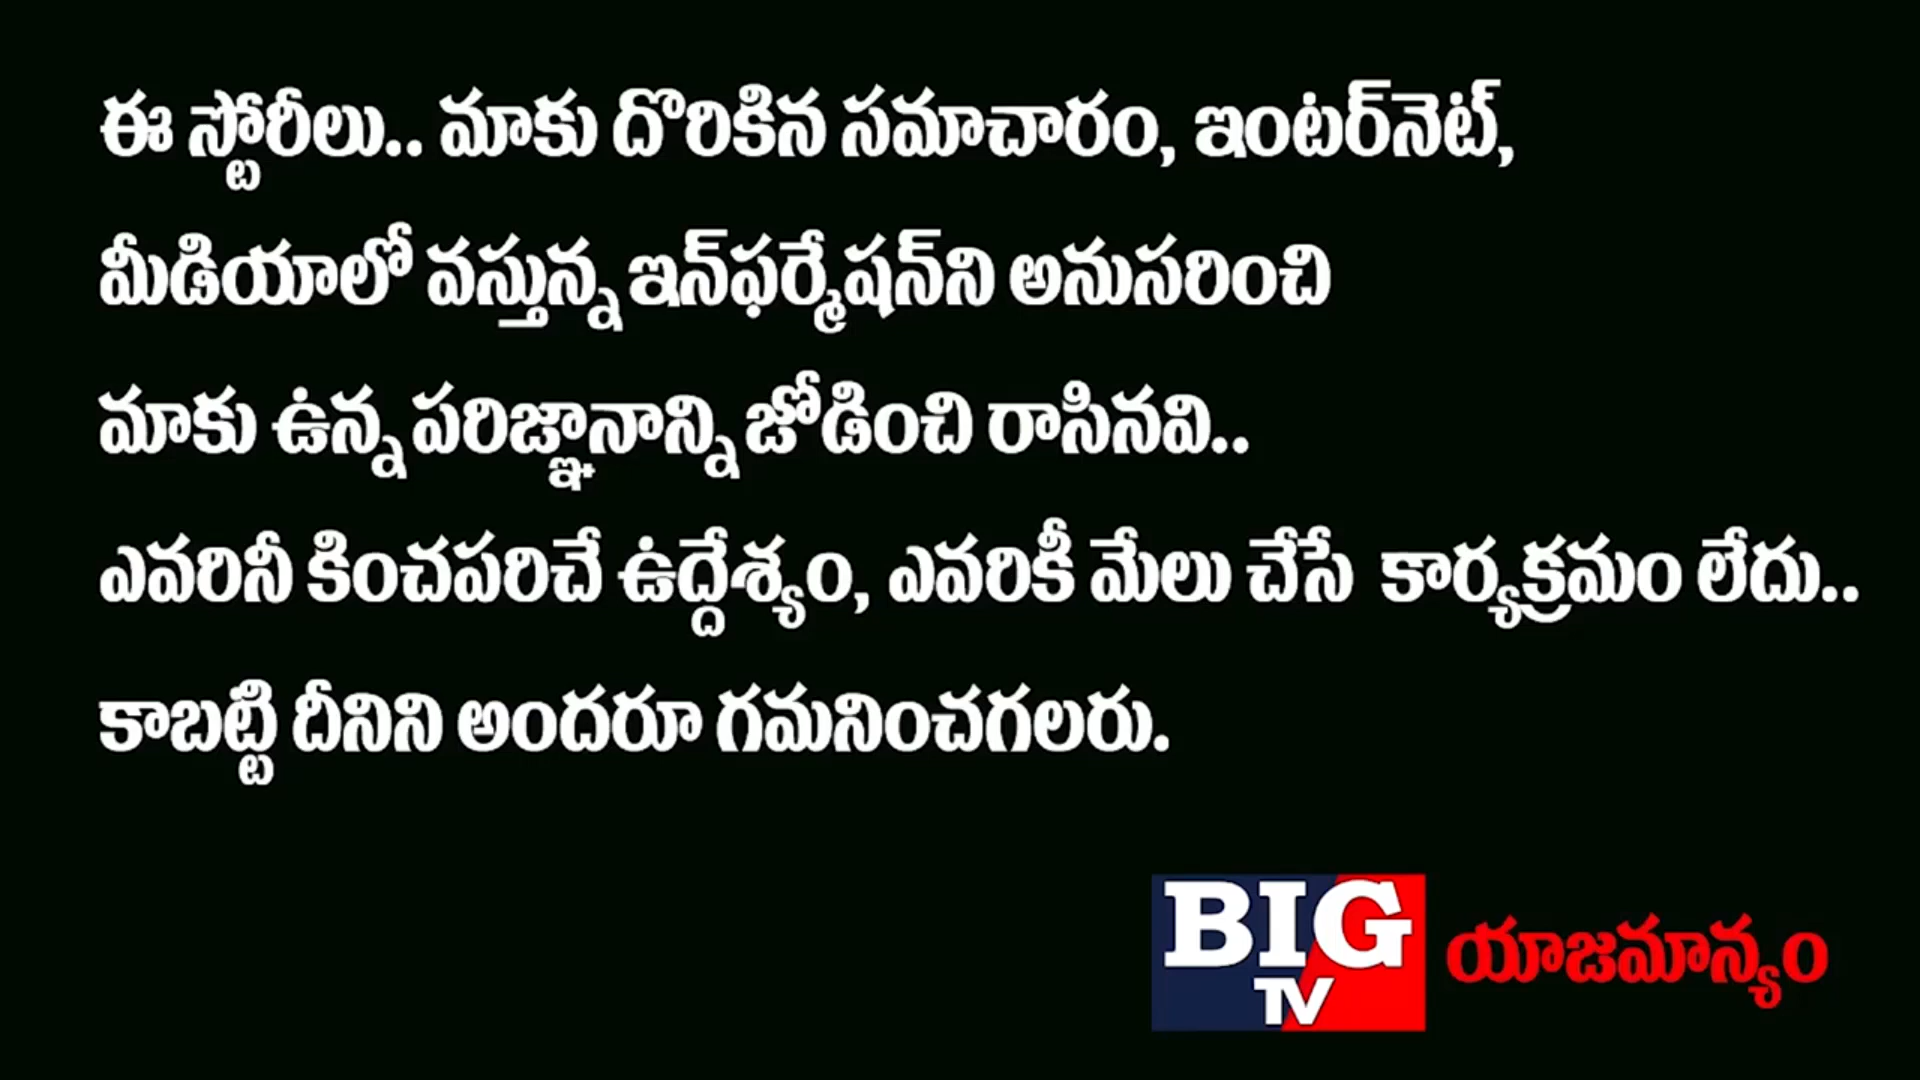 ఈ స్టోరీలు.. మాకు దొరికిన సమాచారం, ఇంటర్‌నెట్,
మీడియాలో వస్తున్న ఇన్‌ఫర్మేషన్‌ని అనుసరించి
మాకు ఉన్న పరిజ్ఞానాన్ని జోడించి రాసినవి..
ఎవరినీ కించపరిచే ఉద్దేశ్యం, ఎవరికీ మేలు చేసే కార్యక్రమం లేదు..
కాబట్టి దీనిని అందరూ గమనించగలరు.
BIG
TV
యాజమాన్యం